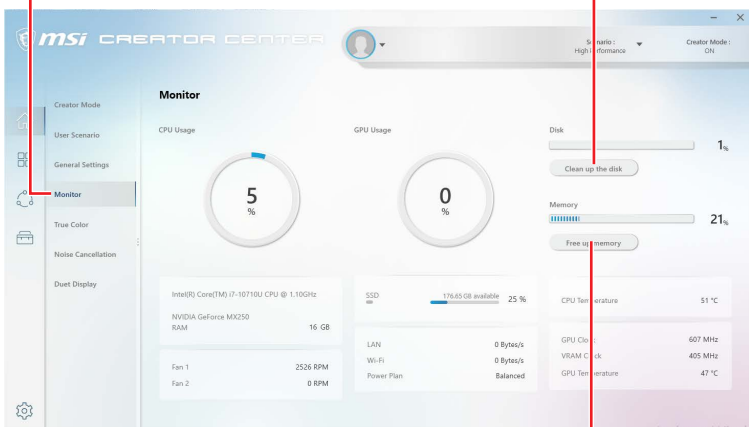 msi CREATOR CENTER
Scenario :
High Performance
Creator Mode :
ON
Creator Mode
User Scenario
General Settings
Monitor
True Color
Noise Cancellation
Duet Display
Monitor
CPU Usage
5
%
GPU Usage
0
%
Disk
1%
Clean up the disk
Memory
21%
Free up memory
Intel(R) Core(TM) i7-10710U CPU @ 1.10GHz
NVIDIA GeForce MX250
RAM 16 GB
Fan 1 2526 RPM
Fan 2 0 RPM
SSD 176.65 GB available 25 %
LAN 0 Bytes/s
Wi-Fi 0 Bytes/s
Power Plan Balanced
CPU Temperature 51 °C
GPU Clock 607 MHz
VRAM Clock 405 MHz
GPU Temperature 47 °C